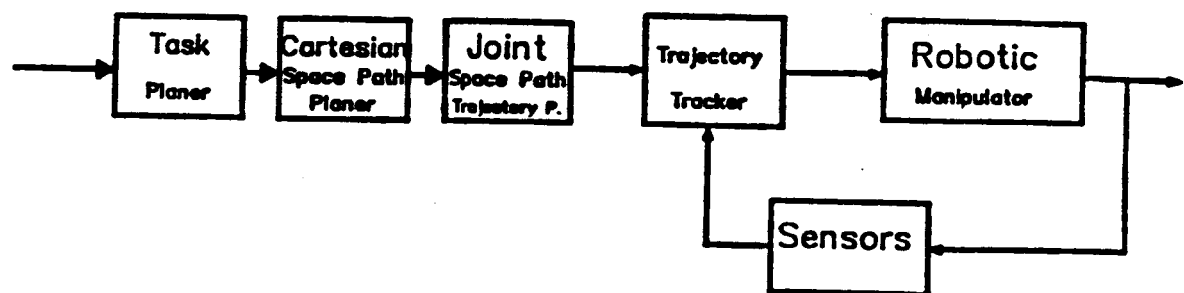 Task
Planer
Cartesian
Space Path
Planer
Joint
Space Path
Trajectory P.
Trajectory
Tracker
Robotic
Manipulator
Sensors